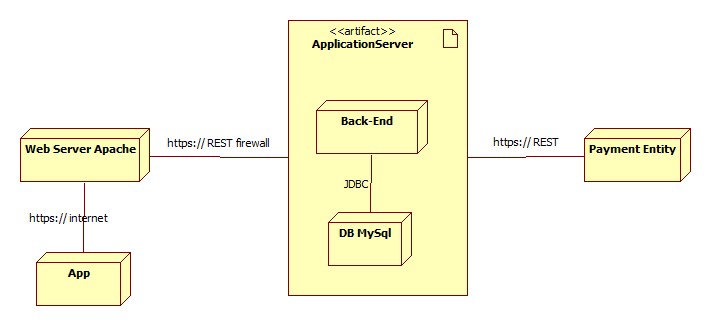 <<artifact>>
ApplicationServer
Back-End
Web Server Apache
https:// REST firewall
https:// REST
Payment Entity
JDBC
https:// internet
DB MySql
App